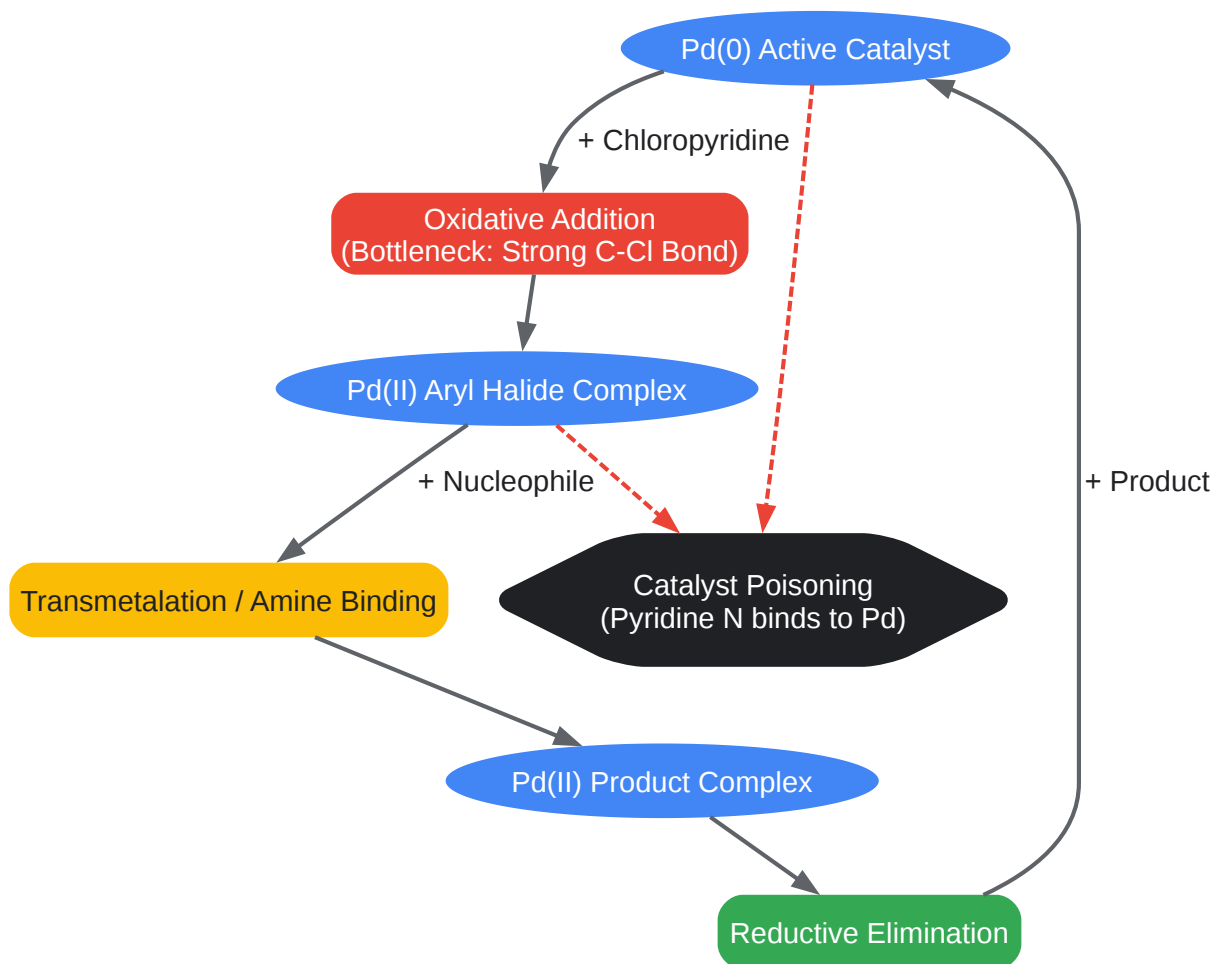 Pd(0) Active Catalyst
+ Chloropyridine
Oxidative Addition
(Bottleneck: Strong C-Cl Bond)
Pd(II) Aryl Halide Complex
+ Nucleophile
+ Product
Transmetalation / Amine Binding
Catalyst Poisoning
(Pyridine N binds to Pd)
Pd(II) Product Complex
Reductive Elimination